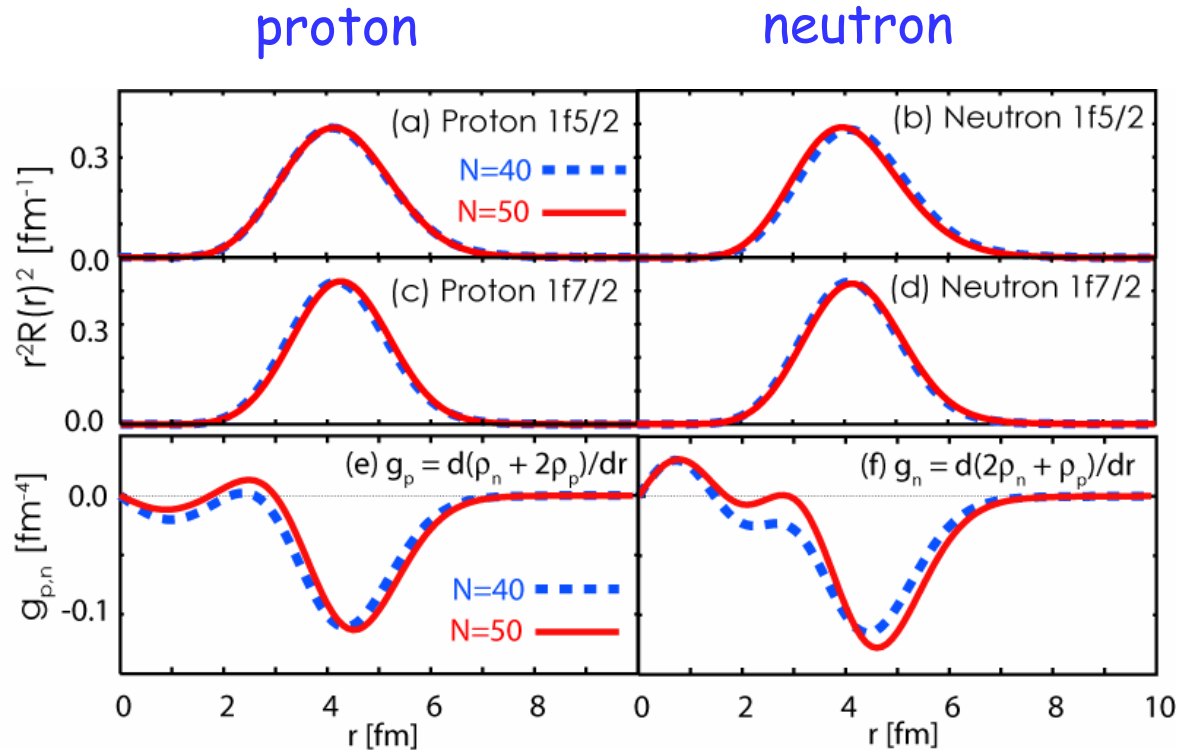 proton
neutron
(a) Proton 1f5/2
(b) Neutron 1f5/2
N=40
N=50
0.3
0.0
(c) Proton 1f7/2
(d) Neutron 1f7/2
0.3
0.0
r²R(r)² [fm⁻¹]
(e) gₚ = d(ρₙ + 2ρₚ)/dr
(f) gₙ = d(2ρₙ + ρₚ)/dr
0.0
-0.1
g_{p,n} [fm⁻⁴]
N=40
N=50
0 2 4 6 8 0 2 4 6 8 10
r [fm]
r [fm]